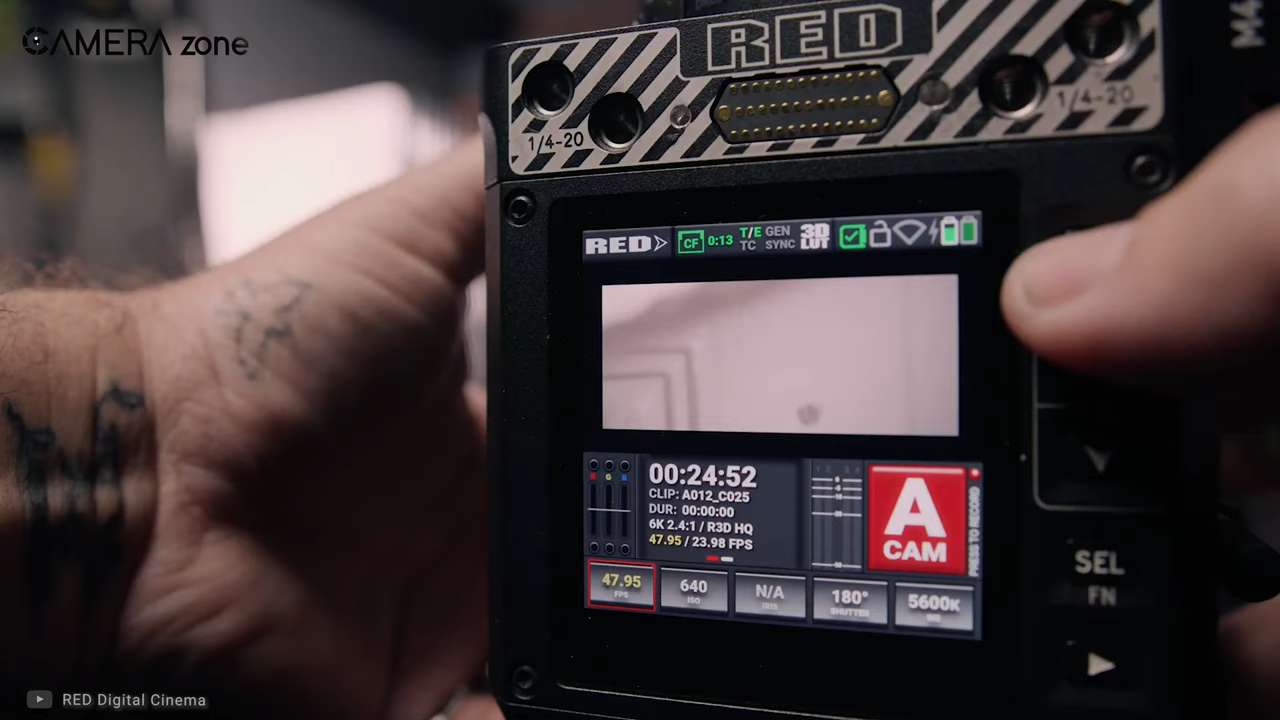 CAMERA zone
RED
M4
1/4-20
1/4-20
RED
CF 0:13 T/E TC GEN SYNC 3D LUT
00:24:52
CLIP: A012_C025
DUR: 00:00:00
6K 2.4:1 / R3D HQ
47.95 / 23.98 FPS
A
CAM
PRESS TO RECORD
47.95
FPS
640
ISO
N/A
IRIS
180°
SHUTTER
5600K
WB
SEL
FN
RED Digital Cinema